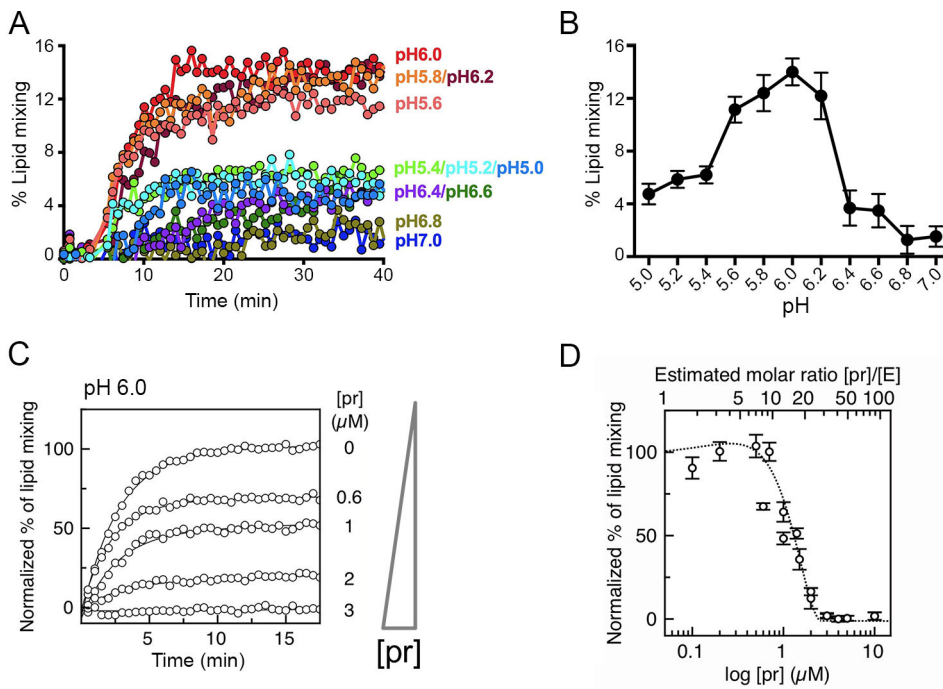 A
% Lipid mixing
16
12
8
4
0
0
10
20
30
40
Time (min)
pH6.0
pH5.8/pH6.2
pH5.6
pH5.4/pH5.2/pH5.0
pH6.4/pH6.6
pH6.8
pH7.0
B
% Lipid mixing
16
12
8
4
0
5.0
5.2
5.4
5.6
5.8
6.0
6.2
6.4
6.6
6.8
7.0
pH
C
pH 6.0
Normalized % of lipid mixing
100
50
0
5
10
15
Time (min)
[pr]
(µM)
0
0.6
1
2
3
[pr]
D
Estimated molar ratio [pr]/[E]
1
5
10
20
40
100
Normalized % of lipid mixing
100
50
0
0.1
1
10
log [pr] (µM)